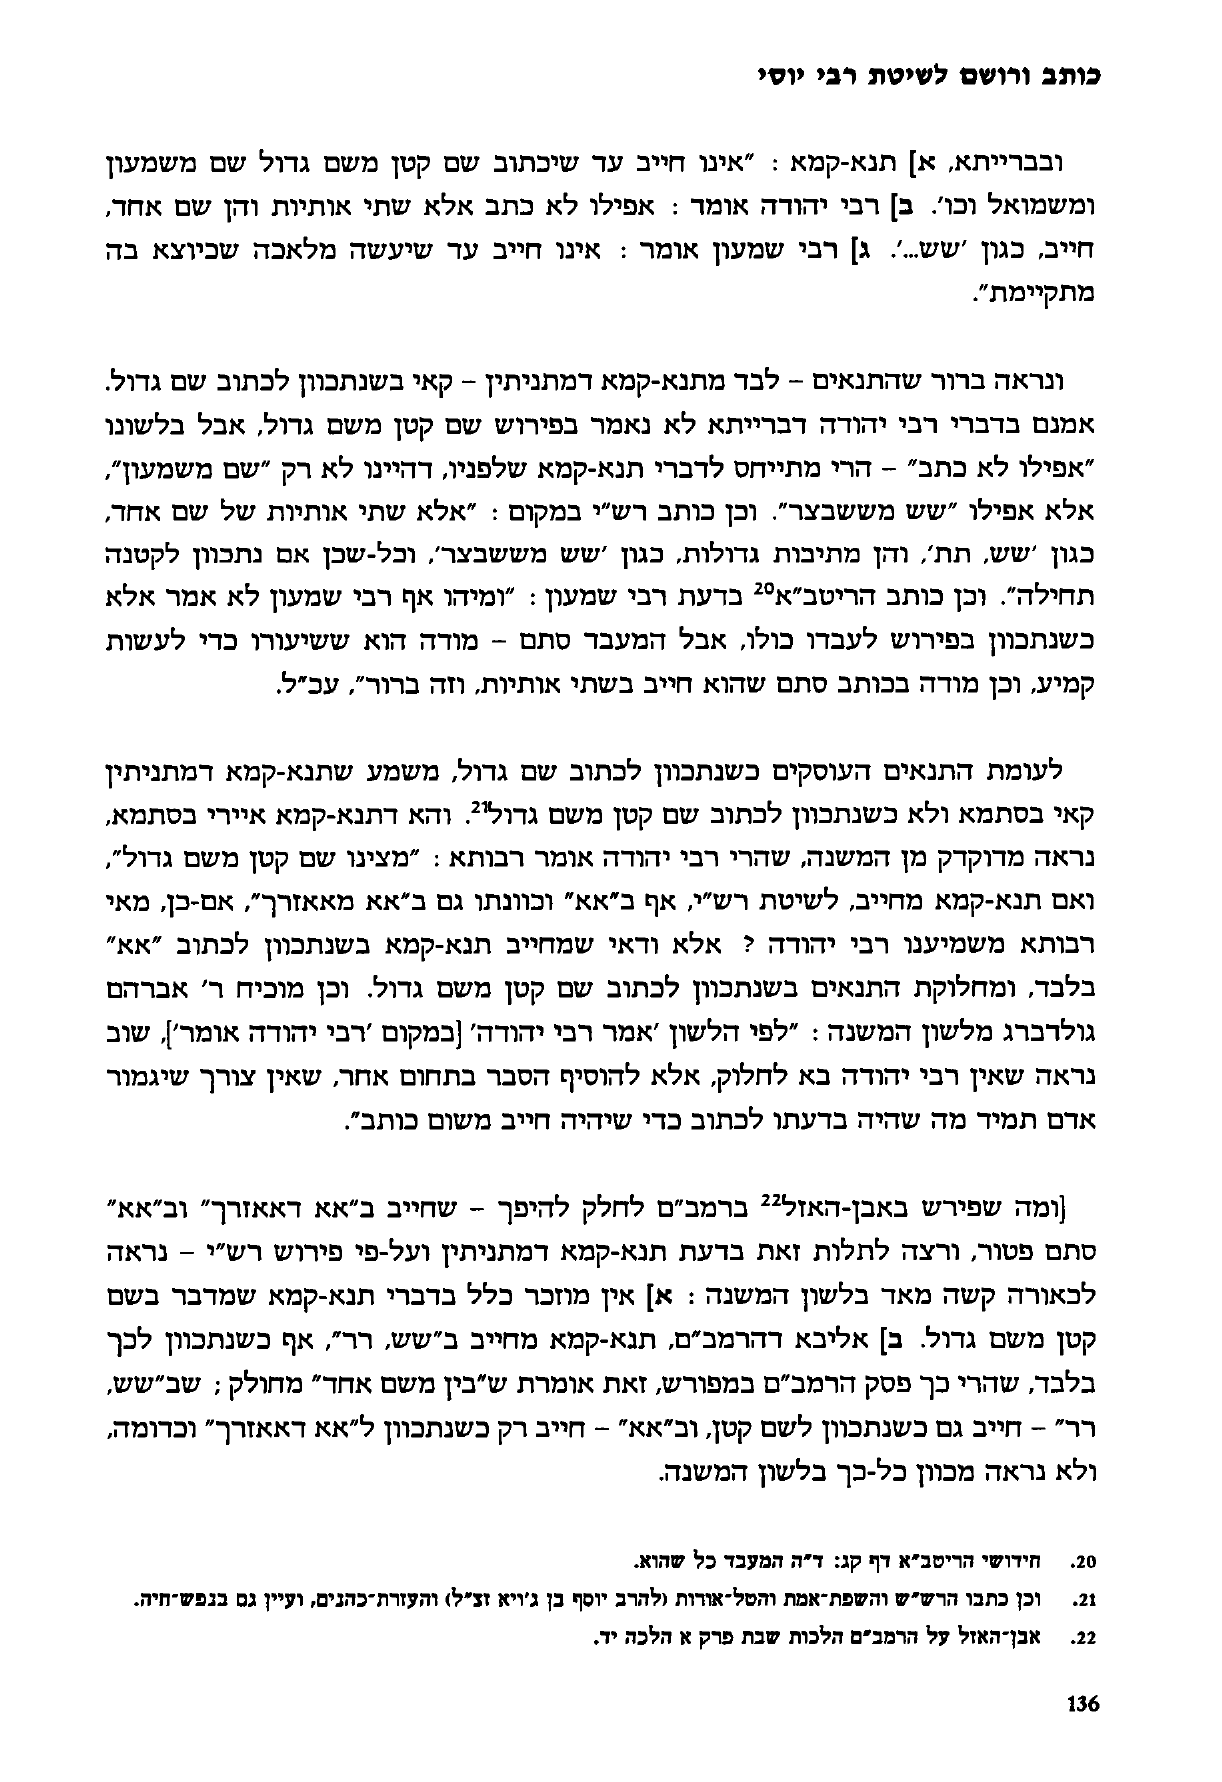 כותב ורושם לשיטת רבי יוסי
ובברייתא, א] תנא-קמא : "אינו חייב עד שיכתוב שם קטן משם גדול שם משמעון
ומשמואל וכו'. ב] רבי יהודה אומר : אפילו לא כתב אלא שתי אותיות והן שם אחד,
חייב, כגון 'שש...'. ג] רבי שמעון אומר : אינו חייב עד שיעשה מלאכה שכיוצא בה
מתקיימת".
ונראה ברור שהתנאים – לבד מתנא-קמא דמתניתין – קאי בשנתכוון לכתוב שם גדול.
אמנם בדברי רבי יהודה דברייתא לא נאמר בפירוש שם קטן משם גדול, אבל בלשונו
"אפילו לא כתב" – הרי מתייחס לדברי תנא-קמא שלפניו, דהיינו לא רק "שם משמעון",
אלא אפילו "שש מששבצר". וכן כותב רש"י במקום : "אלא שתי אותיות של שם אחד,
כגון 'שש, תת', והן מתיבות גדולות, כגון 'שש מששבצר', וכל-שכן אם נתכוון לקטנה
תחילה". וכן כותב הריטב"א20 בדעת רבי שמעון : "ומיהו אף רבי שמעון לא אמר אלא
כשנתכוון בפירוש לעבדו כולו, אבל המעבד סתם – מודה הוא ששיעורו כדי לעשות
קמיע, וכן מודה בכותב סתם שהוא חייב בשתי אותיות, וזה ברור", עכ"ל.
לעומת התנאים העוסקים כשנתכוון לכתוב שם גדול, משמע שתנא-קמא דמתניתין
קאי בסתמא ולא כשנתכוון לכתוב שם קטן משם גדול21. והא דתנא-קמא איירי בסתמא,
נראה מדוקדק מן המשנה, שהרי רבי יהודה אומר רבותא : "מצינו שם קטן משם גדול",
ואם תנא-קמא מחייב, לשיטת רש"י, אף ב"אא" וכוונתו גם ב"אא מאאזרך", אם-כן, מאי
רבותא משמיענו רבי יהודה ? אלא ודאי שמחייב תנא-קמא בשנתכוון לכתוב "אא"
בלבד, ומחלוקת התנאים בשנתכוון לכתוב שם קטן משם גדול. וכן מוכיח ר' אברהם
גולדברג מלשון המשנה : "לפי הלשון 'אמר רבי יהודה' [במקום 'רבי יהודה אומר'], שוב
נראה שאין רבי יהודה בא לחלוק, אלא להוסיף הסבר בתחום אחר, שאין צורך שיגמור
אדם תמיד מה שהיה בדעתו לכתוב כדי שיהיה חייב משום כותב".
[ומה שפירש באבן-האזל22 ברמב"ם לחלק להיפך – שחייב ב"אא דאאזרך" וב"אא"
סתם פטור, ורצה לתלות זאת בדעת תנא-קמא דמתניתין ועל-פי פירוש רש"י – נראה
לכאורה קשה מאד בלשון המשנה : א] אין מוזכר כלל בדברי תנא-קמא שמדבר בשם
קטן משם גדול. ב] אליבא דהרמב"ם, תנא-קמא מחייב ב"שש, רר", אף כשנתכוון לכך
בלבד, שהרי כך פסק הרמב"ם במפורש, זאת אומרת ש"בין משם אחד" מחולק ; שב"שש,
רר" – חייב גם כשנתכוון לשם קטן, וב"אא" – חייב רק כשנתכוון ל"אא דאאזרך" וכדומה,
ולא נראה מכוון כל-כך בלשון המשנה.
20. חידושי הריטב"א דף קג: ד"ה המעבד כל שהוא.
21. וכן כתבו הרש"ש והשפת-אמת והטל-אורות (להרב יוסף בן ג'ויא זצ"ל) והעזרת-כהנים, ועיין גם בנפש-חיה.
22. אבן-האזל על הרמב"ם הלכות שבת פרק א הלכה יד.
136